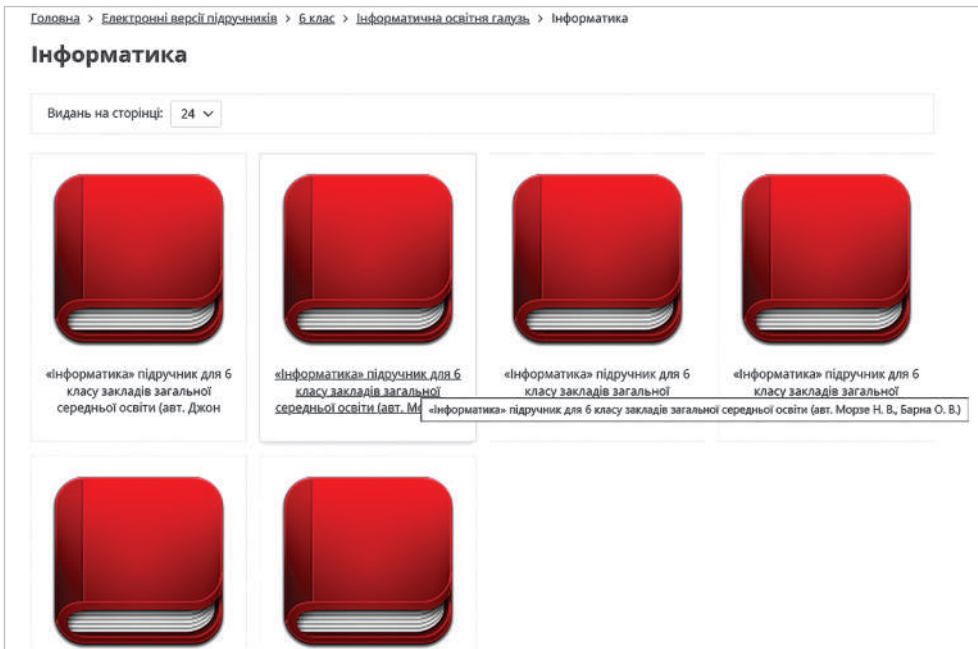 Головна > Електронні версії підручників > 6 клас > Інформатична освітня галузь > Інформатика
Інформатика
Видань на сторінці: 24
«Інформатика» підручник для 6
класу закладів загальної
середньої освіти (авт. Джон
«Інформатика» підручник для 6
класу закладів загальної
середньої освіти (авт. Мо
«Інформатика» підручник для 6
класу закладів загальної
«Інформатика» підручник для 6
класу закладів загальної
«Інформатика» підручник для 6 класу закладів загальної середньої освіти (авт. Морзе Н. В., Барна О. В.)